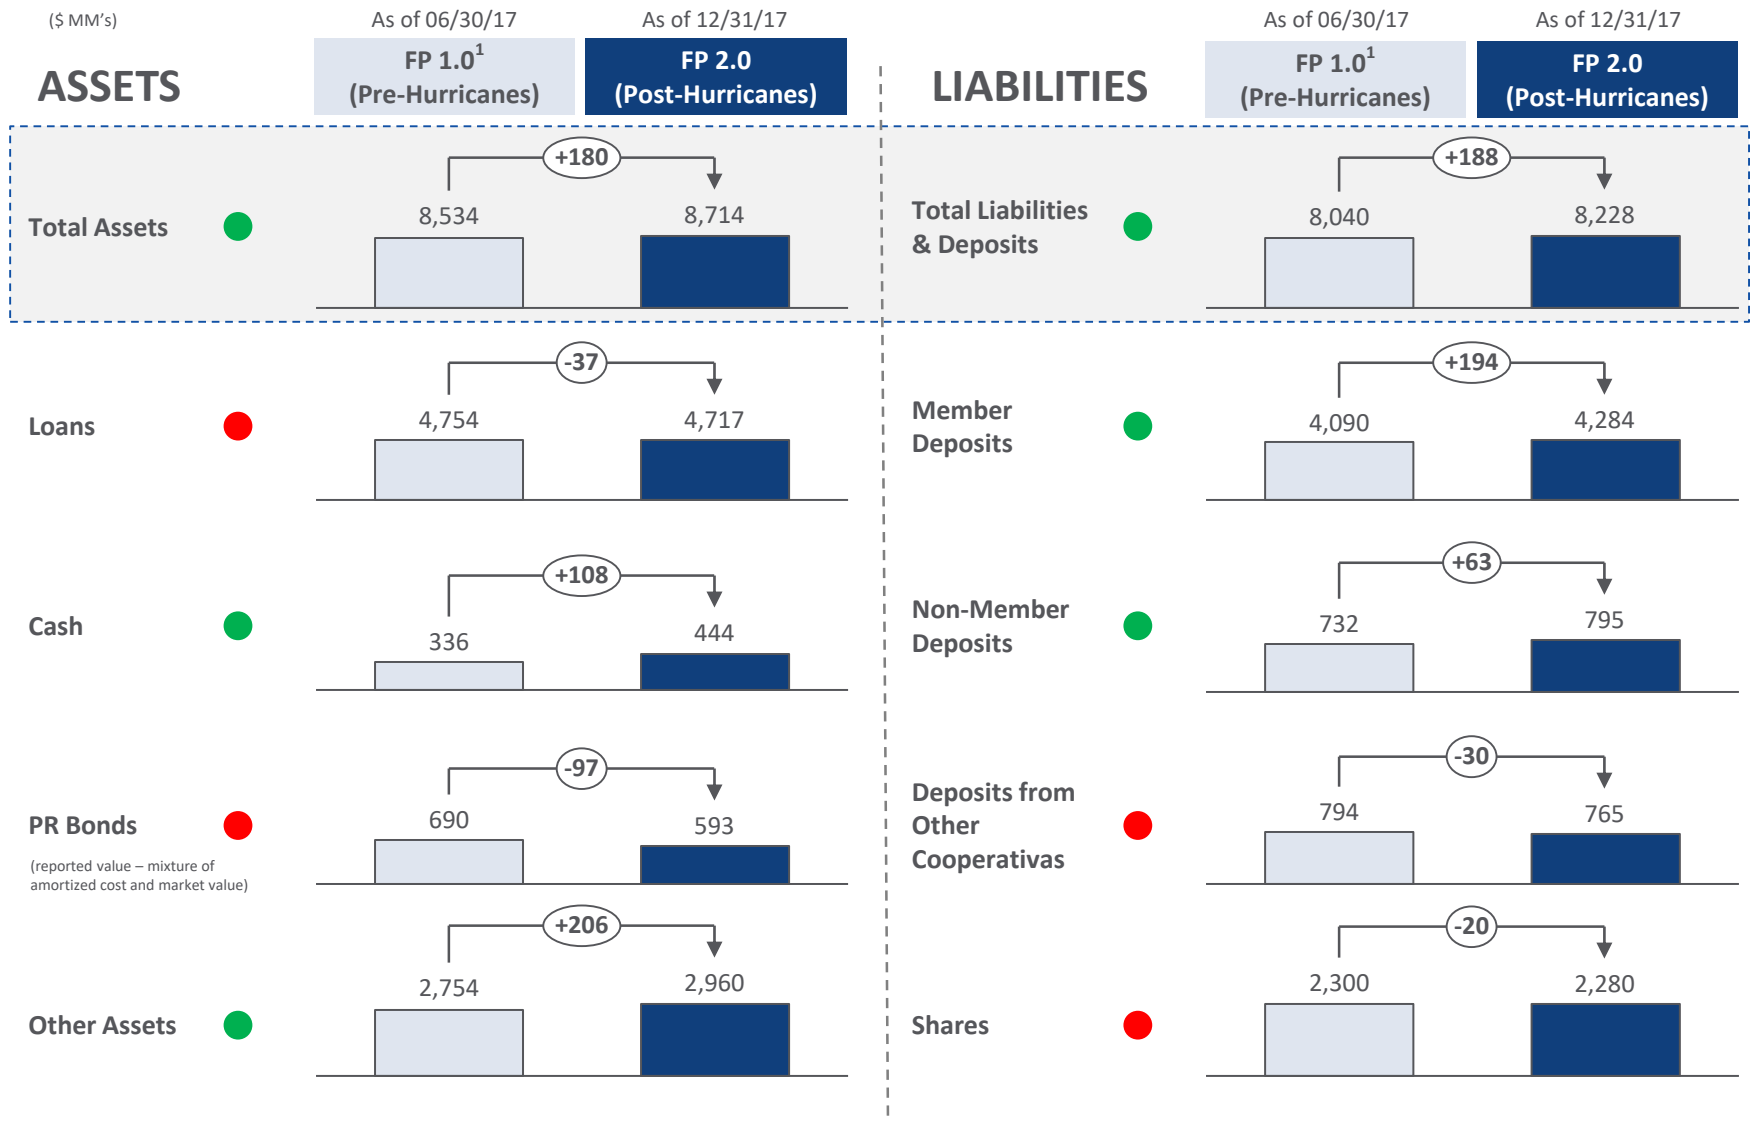 ($ MM's)
As of 06/30/17
As of 12/31/17
As of 06/30/17
As of 12/31/17
ASSETS
FP 1.0¹
(Pre-Hurricanes)
FP 2.0
(Post-Hurricanes)
LIABILITIES
FP 1.0¹
(Pre-Hurricanes)
FP 2.0
(Post-Hurricanes)
Total Assets
+180
8,534
8,714
Total Liabilities
& Deposits
+188
8,040
8,228
Loans
-37
4,754
4,717
Member
Deposits
+194
4,090
4,284
Cash
+108
336
444
Non-Member
Deposits
+63
732
795
PR Bonds
(reported value – mixture of
amortized cost and market value)
-97
690
593
Deposits from
Other
Cooperativas
-30
794
765
Other Assets
+206
2,754
2,960
Shares
-20
2,300
2,280